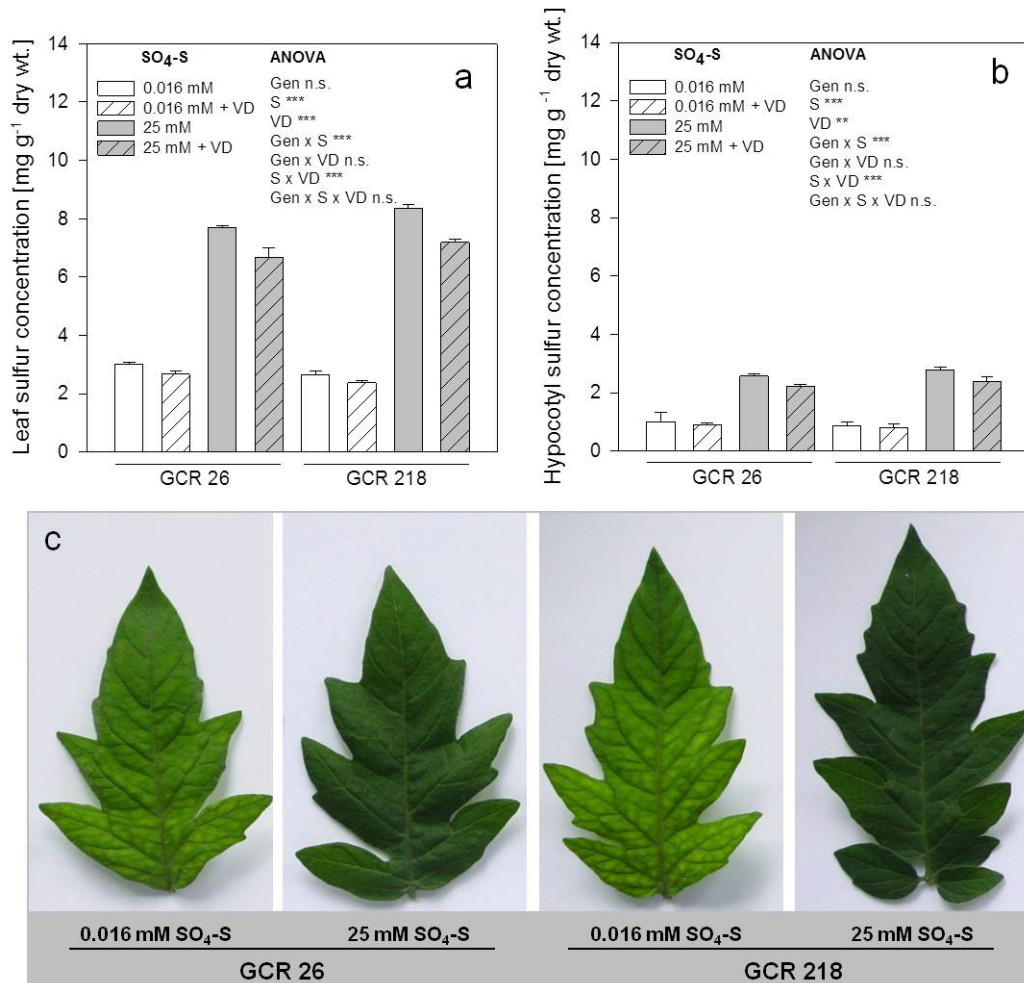 Leaf sulfur concentration [mg g⁻¹ dry wt.]
14
12
10
8
6
4
2
0
SO₄-S
0.016 mM
0.016 mM + VD
25 mM
25 mM + VD
ANOVA
Gen n.s.
S ***
VD ***
Gen x S ***
Gen x VD n.s.
S x VD ***
Gen x S x VD n.s.
a
GCR 26
GCR 218
Hypocotyl sulfur concentration [mg g⁻¹ dry wt.]
14
12
10
8
6
4
2
0
SO₄-S
0.016 mM
0.016 mM + VD
25 mM
25 mM + VD
ANOVA
Gen n.s.
S ***
VD **
Gen x S ***
Gen x VD n.s.
S x VD ***
Gen x S x VD n.s.
b
GCR 26
GCR 218
c
0.016 mM SO₄-S
25 mM SO₄-S
0.016 mM SO₄-S
25 mM SO₄-S
GCR 26
GCR 218